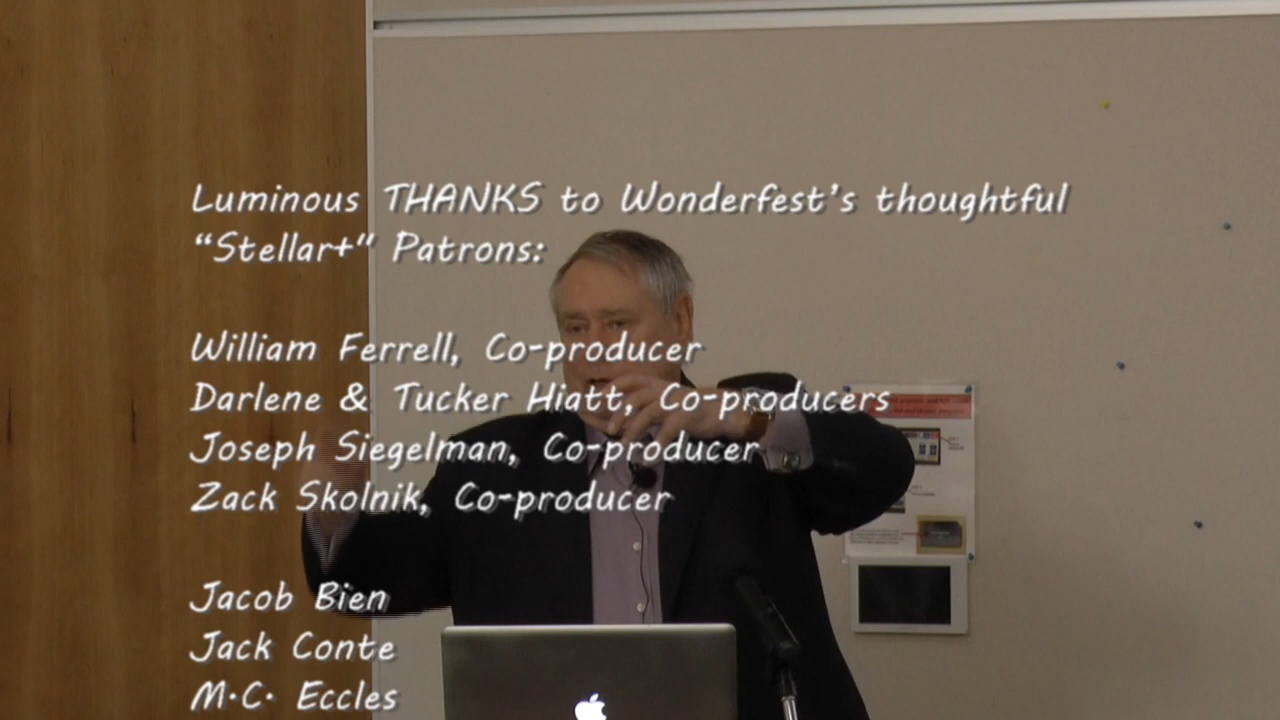 Luminous THANKS to Wonderfest's thoughtful
“Stellar+” Patrons:
William Ferrell, Co-producer
Darlene & Tucker Hiatt, Co-producers
Joseph Siegelman, Co-producer
Zack Skolnik, Co-producer
Jacob Bien
Jack Conte
M.C. Eccles